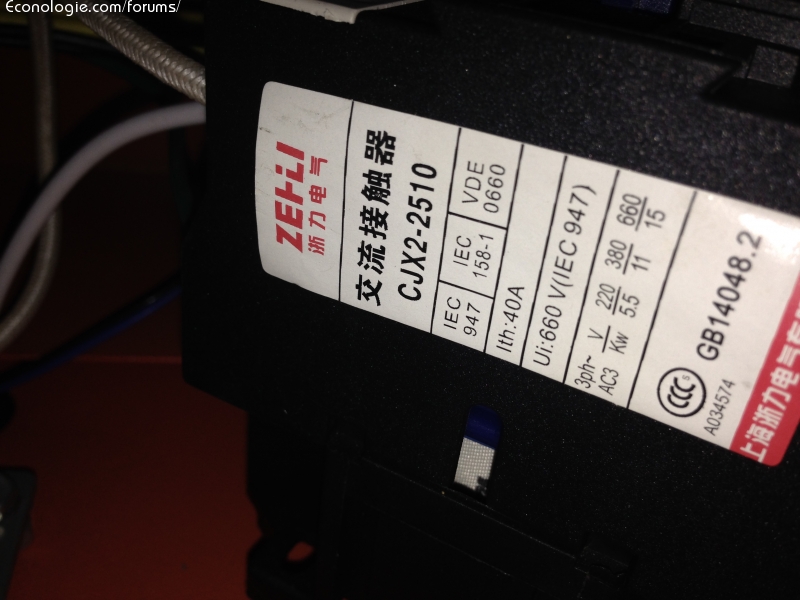 Econologie.com/forums/
ZEHLI
浙力电气
交流接触器
CJX2-2510
IEC 947
IEC 158-1
VDE 0660
Ith:40A
Ui:660 V(IEC 947)
3ph~ V 220 380 660
AC3 Kw 5.5 11 15
CCC S
GB14048.2
A034574
上海浙力电气有